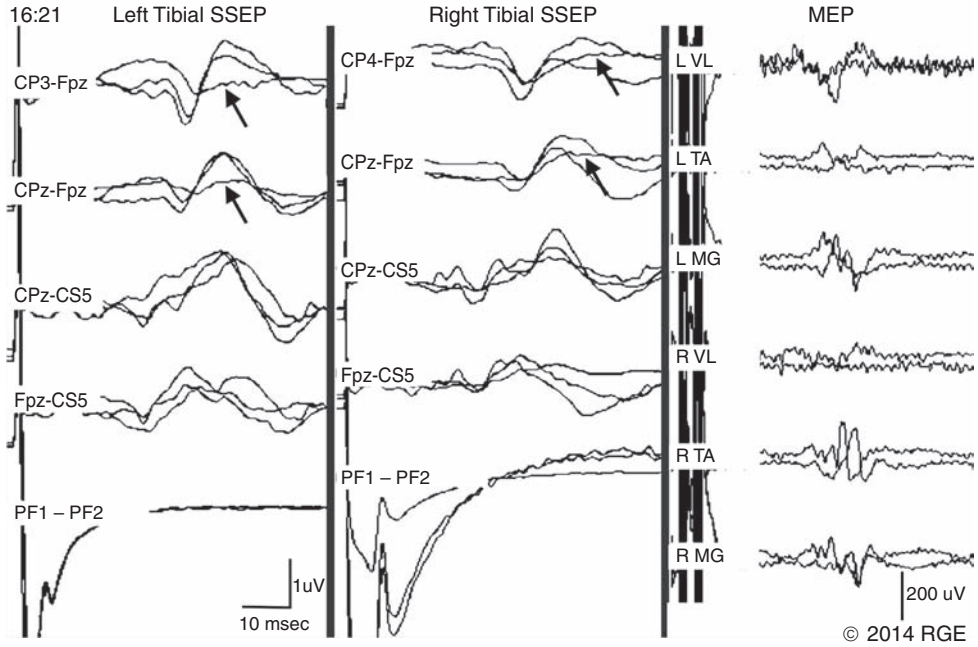 16:21
Left Tibial SSEP
CP3-Fpz
CPz-Fpz
CPz-CS5
Fpz-CS5
PF1 – PF2
1uV
10 msec
Right Tibial SSEP
CP4-Fpz
CPz-Fpz
CPz-CS5
Fpz-CS5
PF1 – PF2
MEP
L VL
L TA
L MG
R VL
R TA
R MG
200 uV
© 2014 RGE